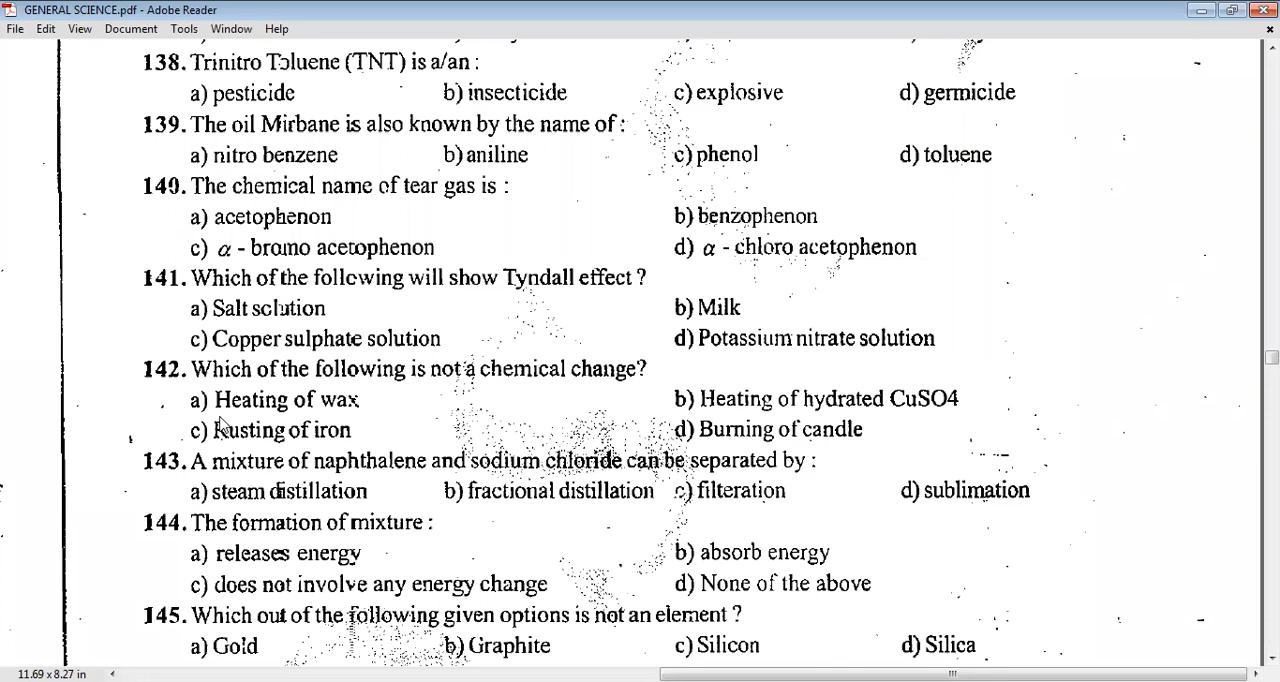 GENERAL SCIENCE.pdf - Adobe Reader
File Edit View Document Tools Window Help
138. Trinitro Toluene (TNT) is a/an :
a) pesticide b) insecticide c) explosive d) germicide
139. The oil Mirbane is also known by the name of :
a) nitro benzene b) aniline c) phenol d) toluene
140. The chemical name of tear gas is :
a) acetophenon b) benzophenon
c) α - bromo acetophenon d) α - chloro acetophenon
141. Which of the following will show Tyndall effect ?
a) Salt solution b) Milk
c) Copper sulphate solution d) Potassium nitrate solution
142. Which of the following is not a chemical change?
a) Heating of wax b) Heating of hydrated CuSO4
c) Rusting of iron d) Burning of candle
143. A mixture of naphthalene and sodium chloride can be separated by :
a) steam distillation b) fractional distillation c) filteration d) sublimation
144. The formation of mixture :
a) releases energy b) absorb energy
c) does not involve any energy change d) None of the above
145. Which out of the following given options is not an element ?
a) Gold b) Graphite c) Silicon d) Silica
11.69 x 8.27 in